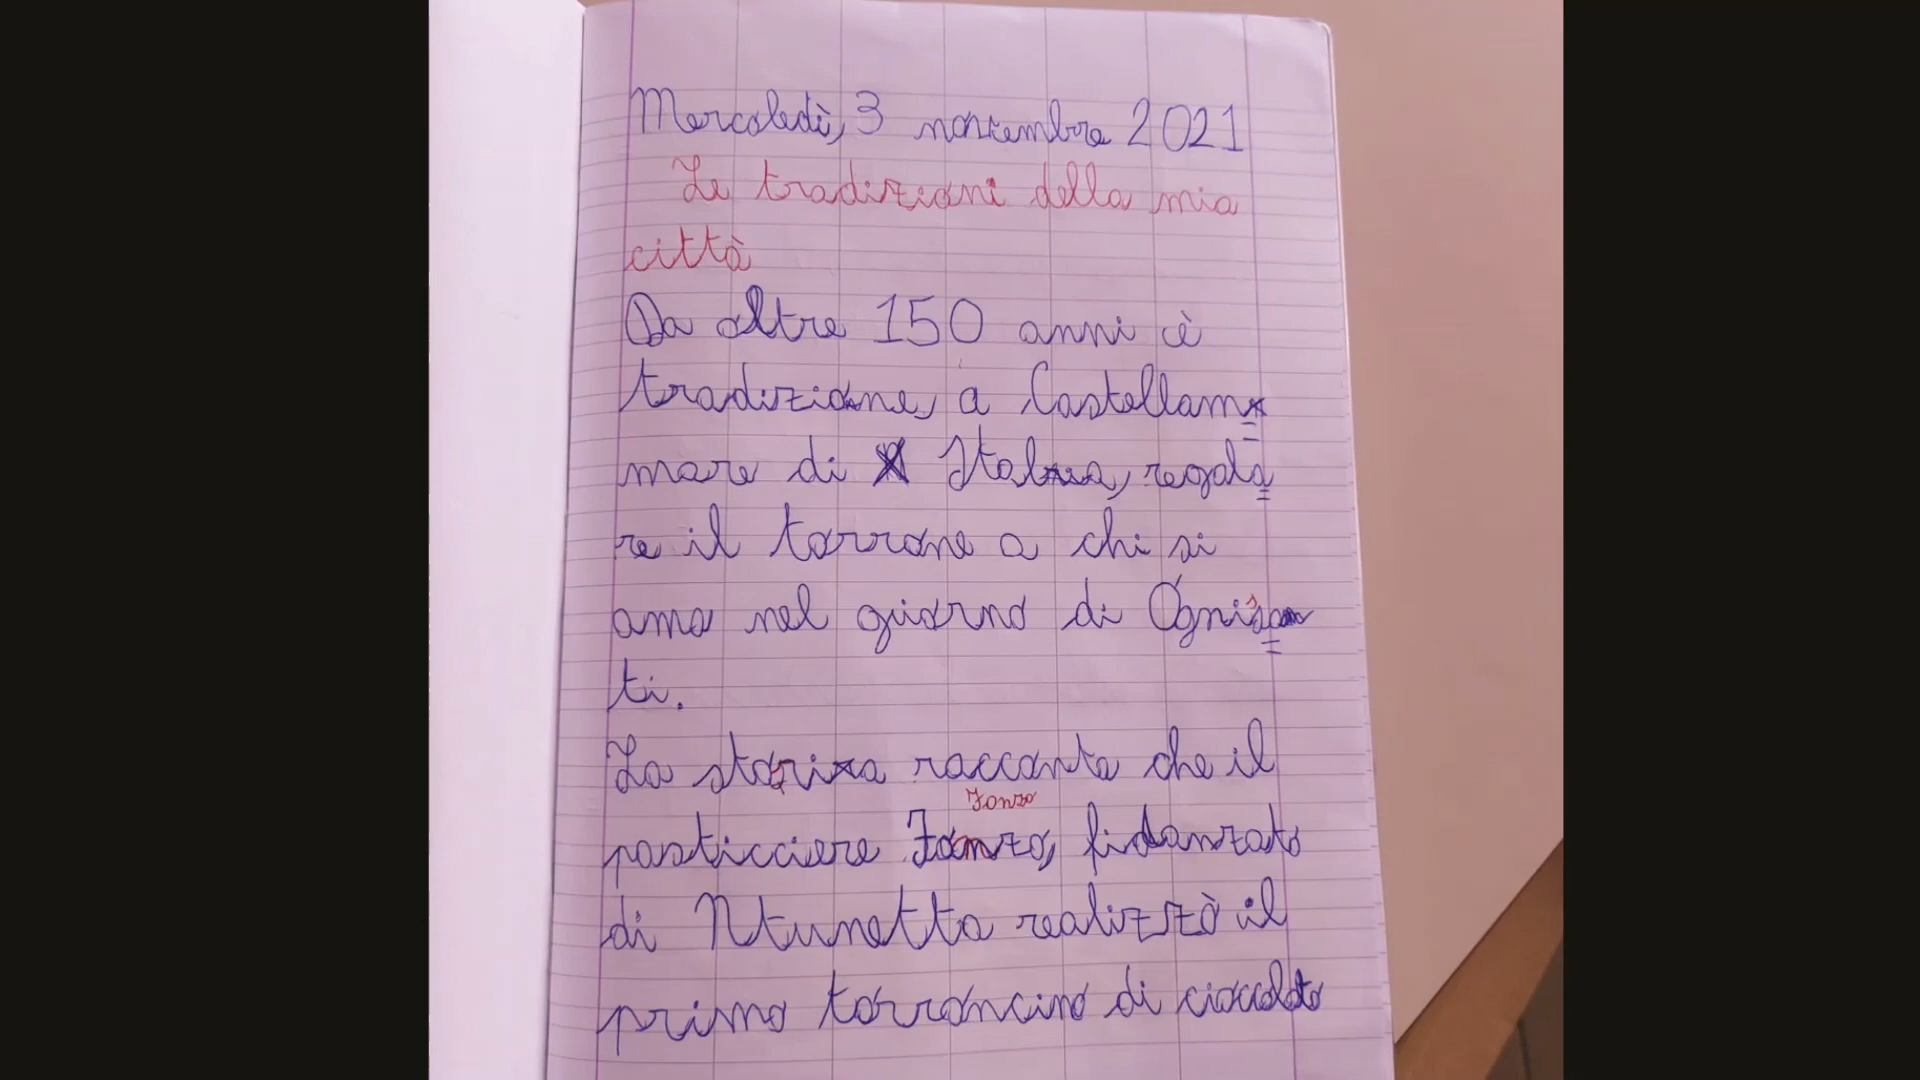 Mercoledì, 3 novembre 2021
Le tradizioni della mia
città
Da oltre 150 anni è
tradizione, a Castellam=
mare di Stabia, regala=
re il torrone a chi si
ama nel giorno di Ognissan=
ti.
La storia racconta che il
Fonzo
pasticciere Fonzo, fidanzato
di Ntunetta realizzò il
primo torroncino di cioccolato